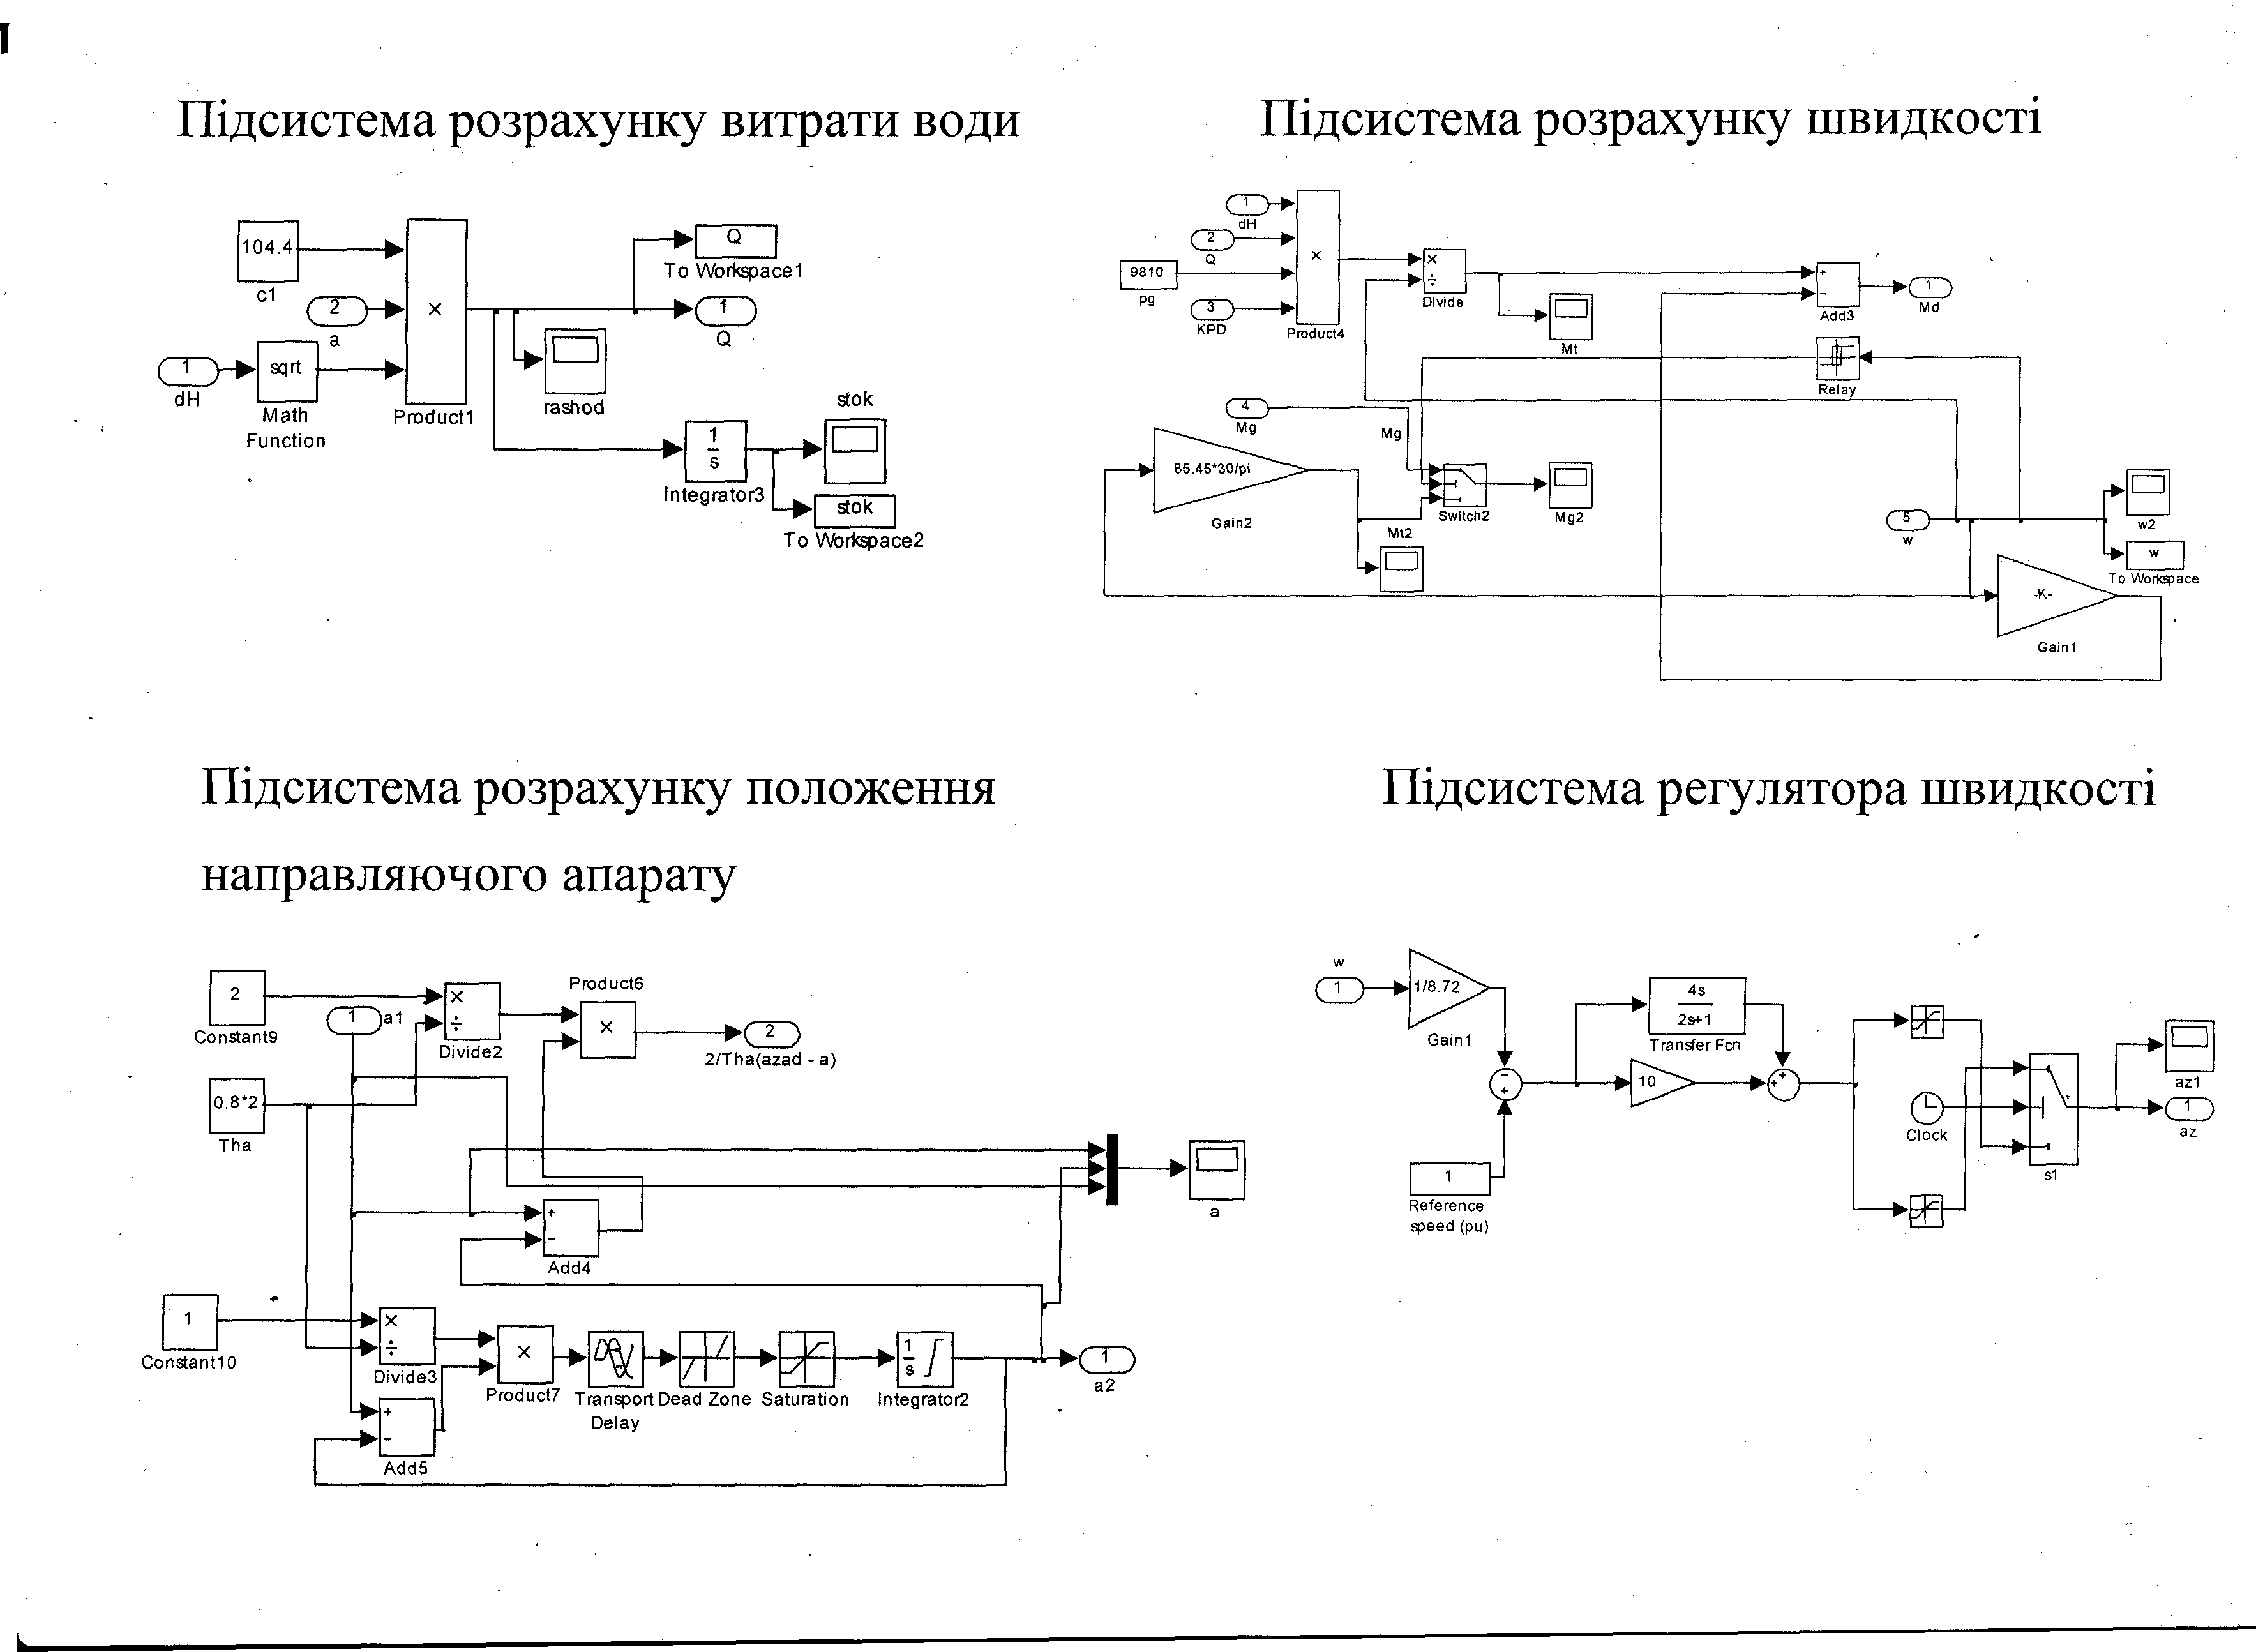 Підсистема розрахунку витрати води
104.4
c1
2
a
1
dH
sqrt
Math
Function
×
Product1
Q
To Workspace1
1
Q
rashod
stok
1
s
Integrator3
stok
To Workspace2
Підсистема розрахунку швидкості
1
dH
2
Q
9810
pg
3
KPD
×
Product4
×
÷
Divide
Mt
+
−
Add3
1
Md
Relay
4
Mg
Mg
85.45*30/pi
Gain2
Mt2
Switch2
Mg2
5
w
w2
w
To Workspace
-K-
Gain1
Підсистема розрахунку положення
направляючого апарату
2
Constant9
1
a1
×
÷
Divide2
Product6
×
2
2/Tha(azad - a)
0.8*2
Tha
+
−
Add4
a
1
Constant10
×
÷
Divide3
×
Product7
Transport
Delay
Dead Zone
Saturation
1
s
Integrator2
1
a2
+
−
Add5
Підсистема регулятора швидкості
w
1
1/8.72
Gain1
−
+
4s
2s+1
Transfer Fcn
10
+
+
Clock
s1
az1
1
az
1
Reference
speed (pu)